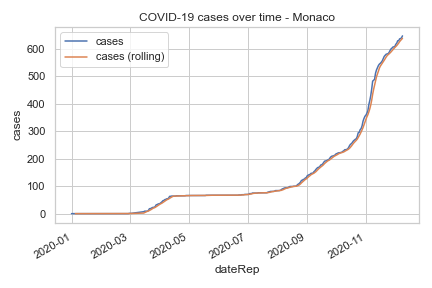 COVID-19 cases over time - Monaco
cases
cases (rolling)
cases
600
500
400
300
200
100
0
2020-01
2020-03
2020-05
2020-07
2020-09
2020-11
dateRep